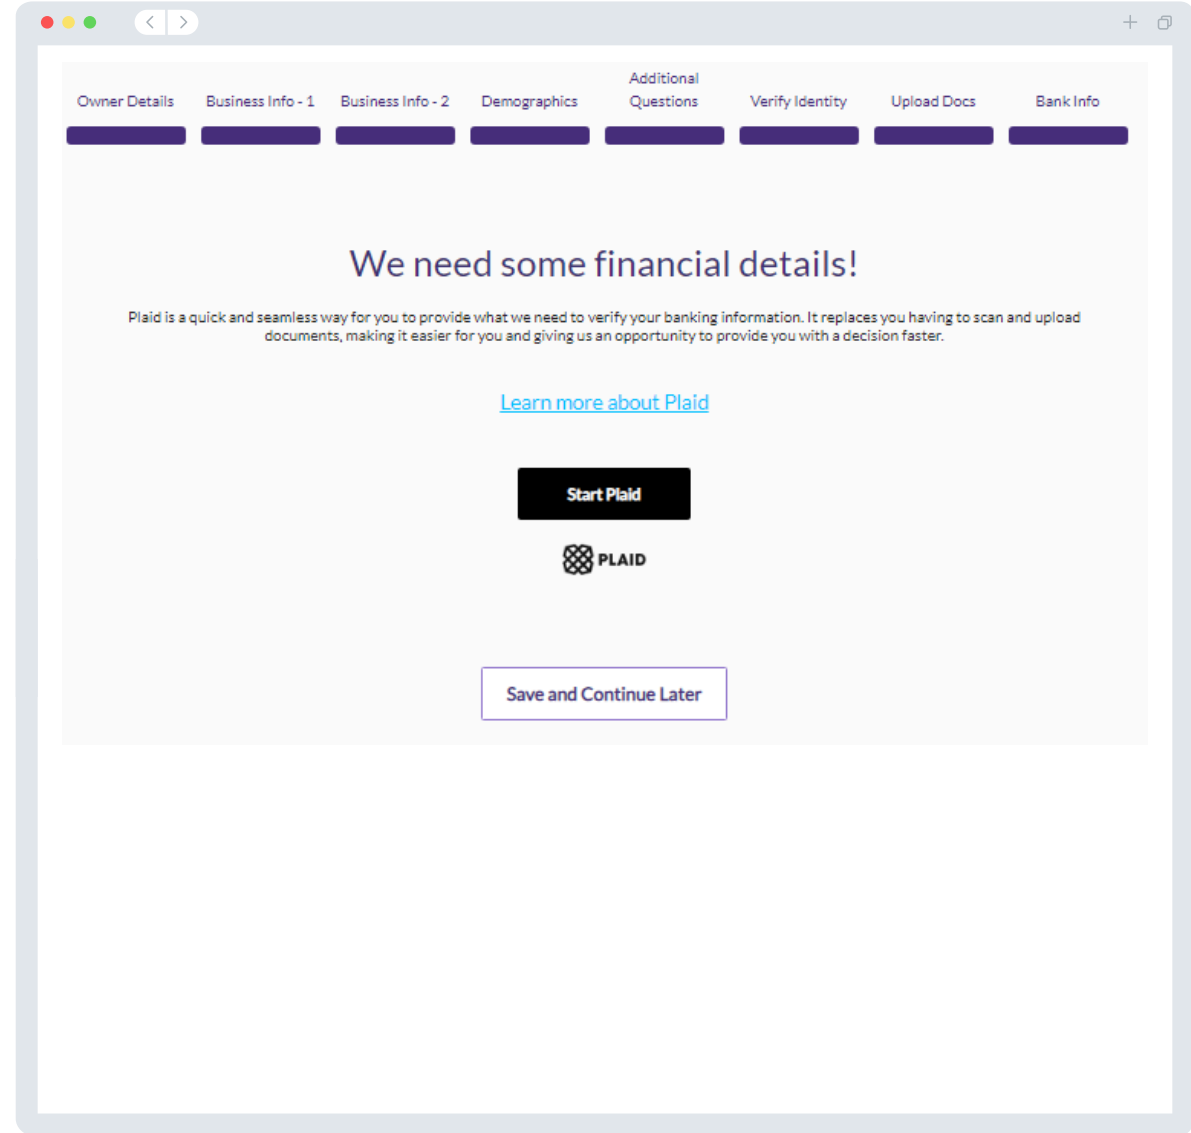 Owner Details
Business Info - 1
Business Info - 2
Demographics
Additional
Questions
Verify Identity
Upload Docs
Bank Info
We need some financial details!
Plaid is a quick and seamless way for you to provide what we need to verify your banking information. It replaces you having to scan and upload
documents, making it easier for you and giving us an opportunity to provide you with a decision faster.
Learn more about Plaid
Start Plaid
PLAID
Save and Continue Later